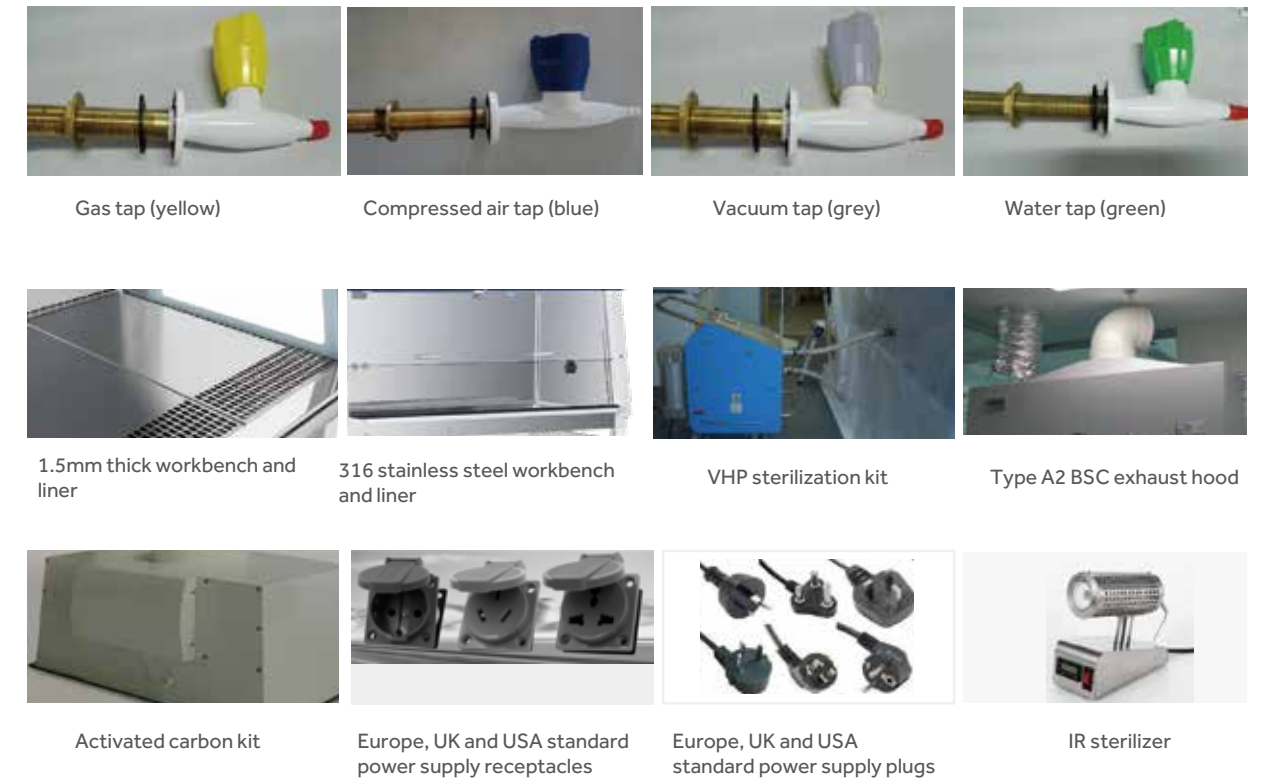 Gas tap (yellow)
Compressed air tap (blue)
Vacuum tap (grey)
Water tap (green)
1.5mm thick workbench and
liner
316 stainless steel workbench
and liner
VHP sterilization kit
Type A2 BSC exhaust hood
Activated carbon kit
Europe, UK and USA standard
power supply receptacles
Europe, UK and USA
standard power supply plugs
IR sterilizer